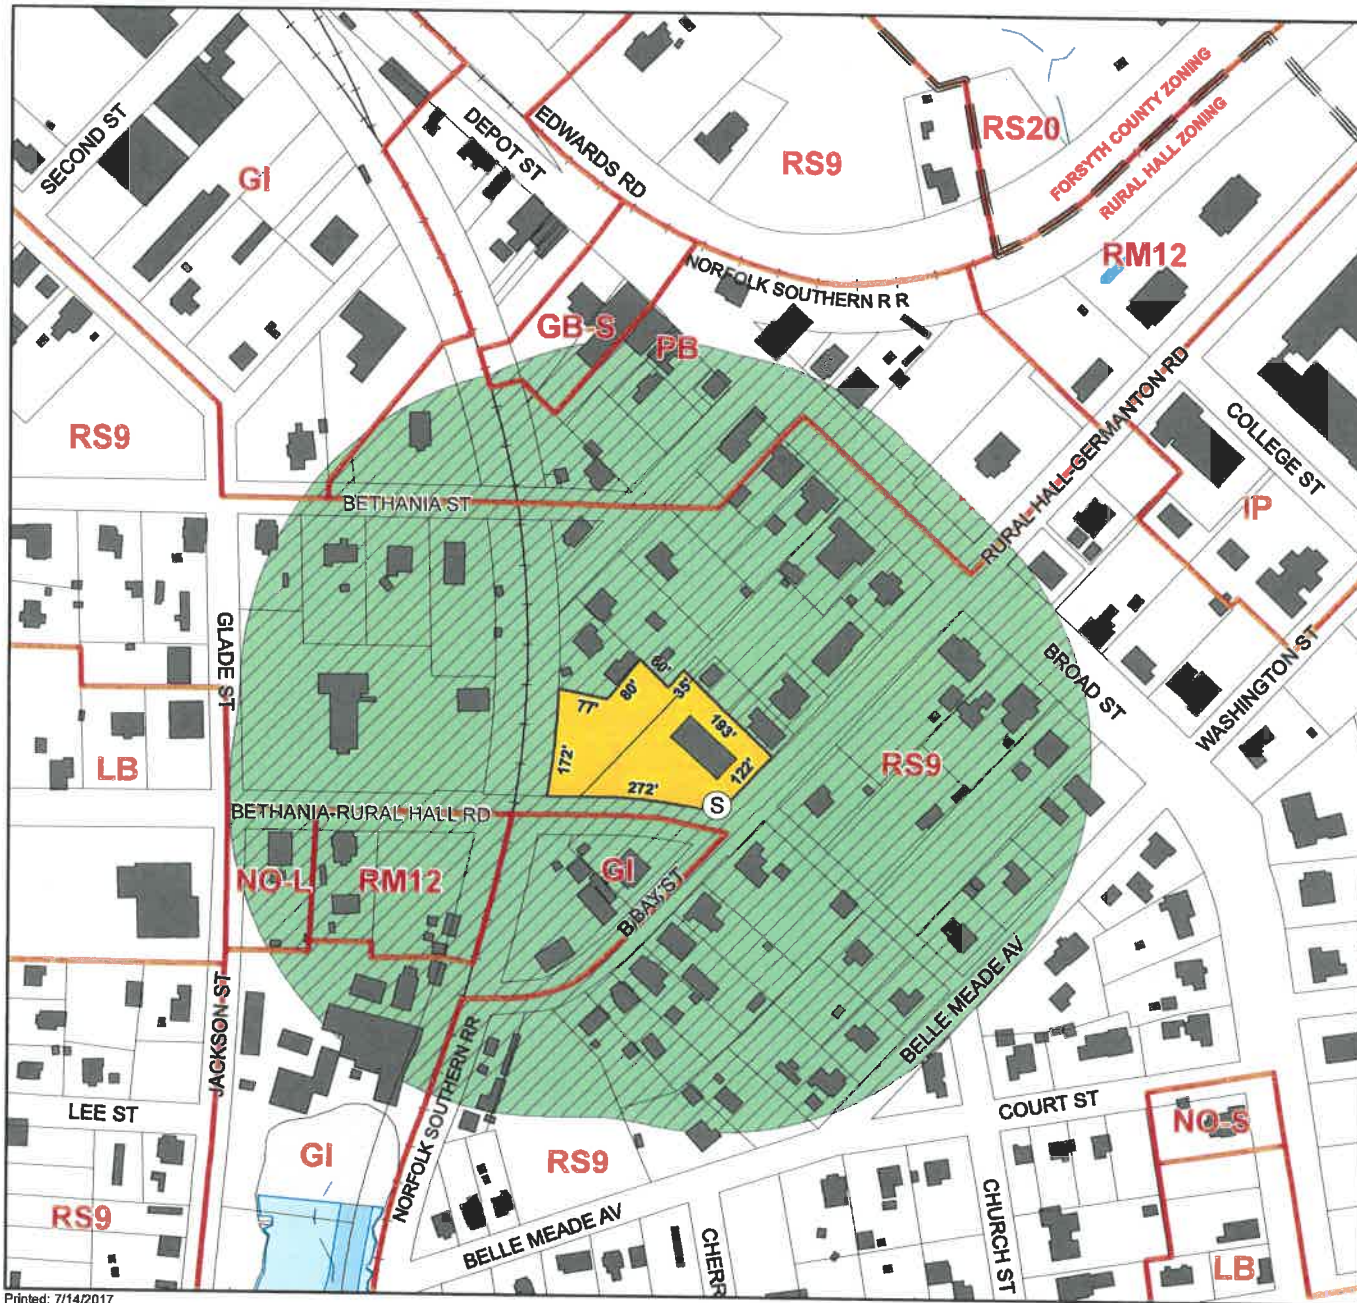 SECOND ST
GI
DEPOT ST
EDWARDS RD
RS9
RS20
FORSYTH COUNTY ZONING
RURAL HALL ZONING
RM12
NORFOLK SOUTHERN R R
GB-S
PB
RS9
BETHANIA ST
RURAL HALL-GERMANTON RD
COLLEGE ST
IP
GLADE ST
BROAD ST
WASHINGTON ST
60'
80'
35'
77'
193'
172'
122'
272'
S
LB
RS9
BETHANIA-RURAL HALL RD
NO-L
RM12
GI
B BAY ST
BELLE MEADE AV
JACKSON ST
NORFOLK SOUTHERN RR
LEE ST
COURT ST
NO-S
GI
RS9
RS9
BELLE MEADE AV
CHERR
CHURCH ST
LB
Printed: 7/14/2017